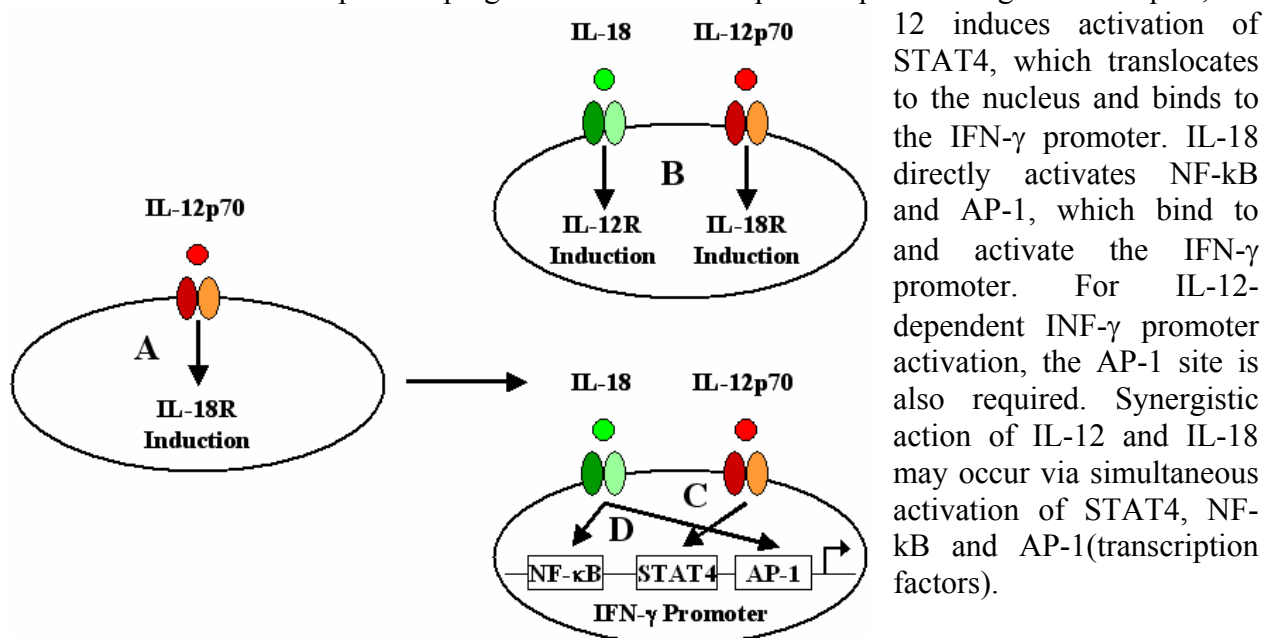 IL-18 IL-12p70
B
IL-12R IL-18R
Induction Induction
IL-12p70
A
IL-18R
Induction
IL-18 IL-12p70
C
D
NF-κB STAT4 AP-1
IFN-γ Promoter
12 induces activation of
STAT4, which translocates
to the nucleus and binds to
the IFN-γ promoter. IL-18
directly activates NF-kB
and AP-1, which bind to
and activate the IFN-γ
promoter. For IL-12-
dependent INF-γ promoter
activation, the AP-1 site is
also required. Synergistic
action of IL-12 and IL-18
may occur via simultaneous
activation of STAT4, NF-
kB and AP-1(transcription
factors).